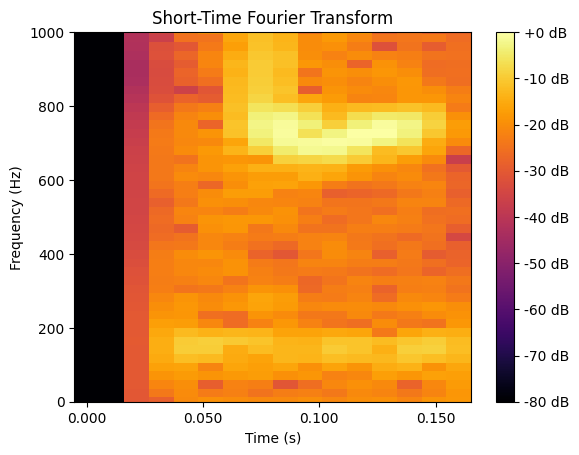 Short-Time Fourier Transform
1000
800
600
400
200
0
Frequency (Hz)
0.000
0.050
0.100
0.150
Time (s)
+0 dB
-10 dB
-20 dB
-30 dB
-40 dB
-50 dB
-60 dB
-70 dB
-80 dB